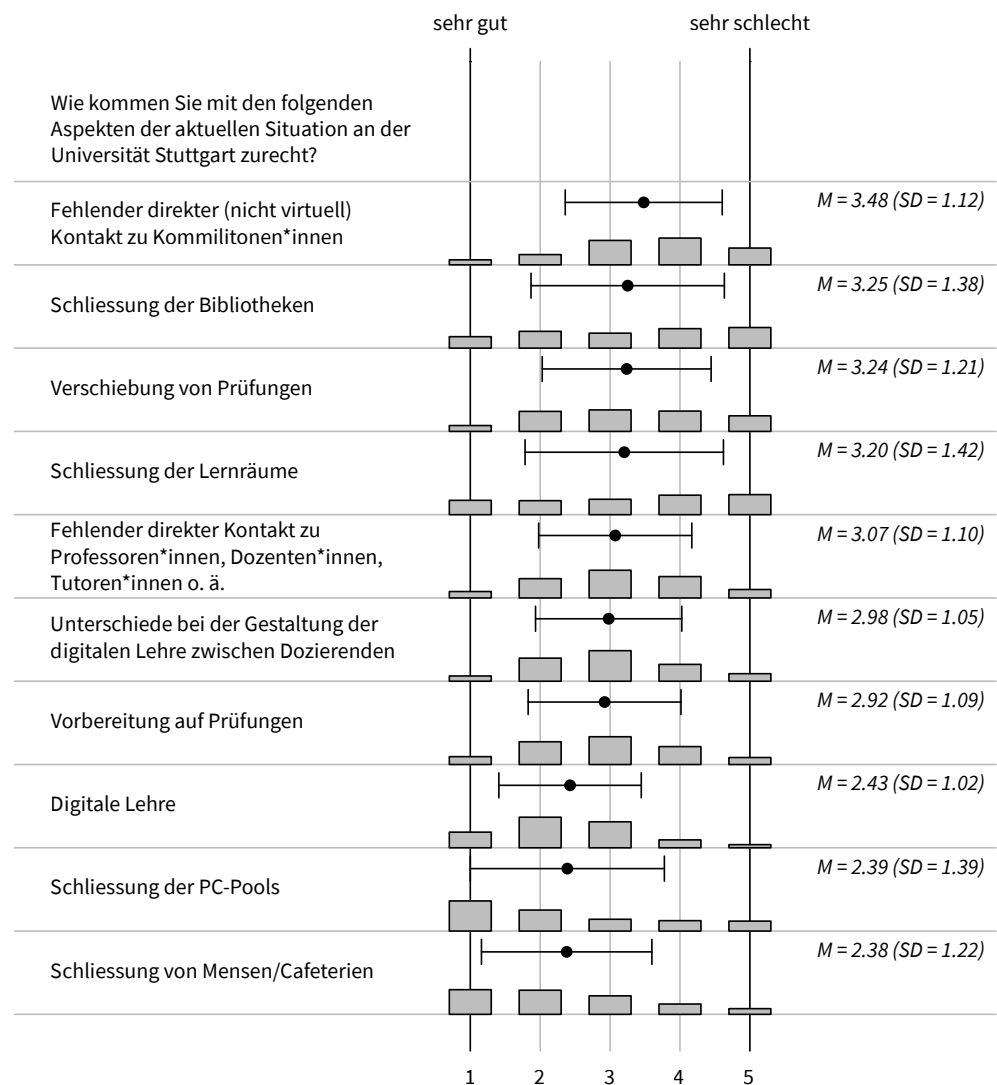 sehr gut
sehr schlecht
Wie kommen Sie mit den folgenden
Aspekten der aktuellen Situation an der
Universität Stuttgart zurecht?
Fehlender direkter (nicht virtuell)
Kontakt zu Kommilitonen*innen
M = 3.48 (SD = 1.12)
Schliessung der Bibliotheken
M = 3.25 (SD = 1.38)
Verschiebung von Prüfungen
M = 3.24 (SD = 1.21)
Schliessung der Lernräume
M = 3.20 (SD = 1.42)
Fehlender direkter Kontakt zu
Professoren*innen, Dozenten*innen,
Tutoren*innen o. ä.
M = 3.07 (SD = 1.10)
Unterschiede bei der Gestaltung der
digitalen Lehre zwischen Dozierenden
M = 2.98 (SD = 1.05)
Vorbereitung auf Prüfungen
M = 2.92 (SD = 1.09)
Digitale Lehre
M = 2.43 (SD = 1.02)
Schliessung der PC-Pools
M = 2.39 (SD = 1.39)
Schliessung von Mensen/Cafeterien
M = 2.38 (SD = 1.22)
1 2 3 4 5